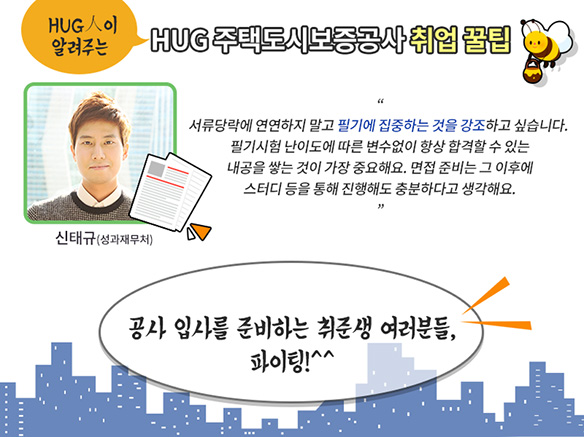 HUG人이
알려주는
HUG 주택도시보증공사 취업 꿀팁
“
서류당락에 연연하지 말고 필기에 집중하는 것을 강조하고 싶습니다.
필기시험 난이도에 따른 변수없이 항상 합격할 수 있는
내공을 쌓는 것이 가장 중요해요. 면접 준비는 그 이후에
스터디 등을 통해 진행해도 충분하다고 생각해요.
”
신태규(성과재무처)
공사 입사를 준비하는 취준생 여러분들,
파이팅!^^